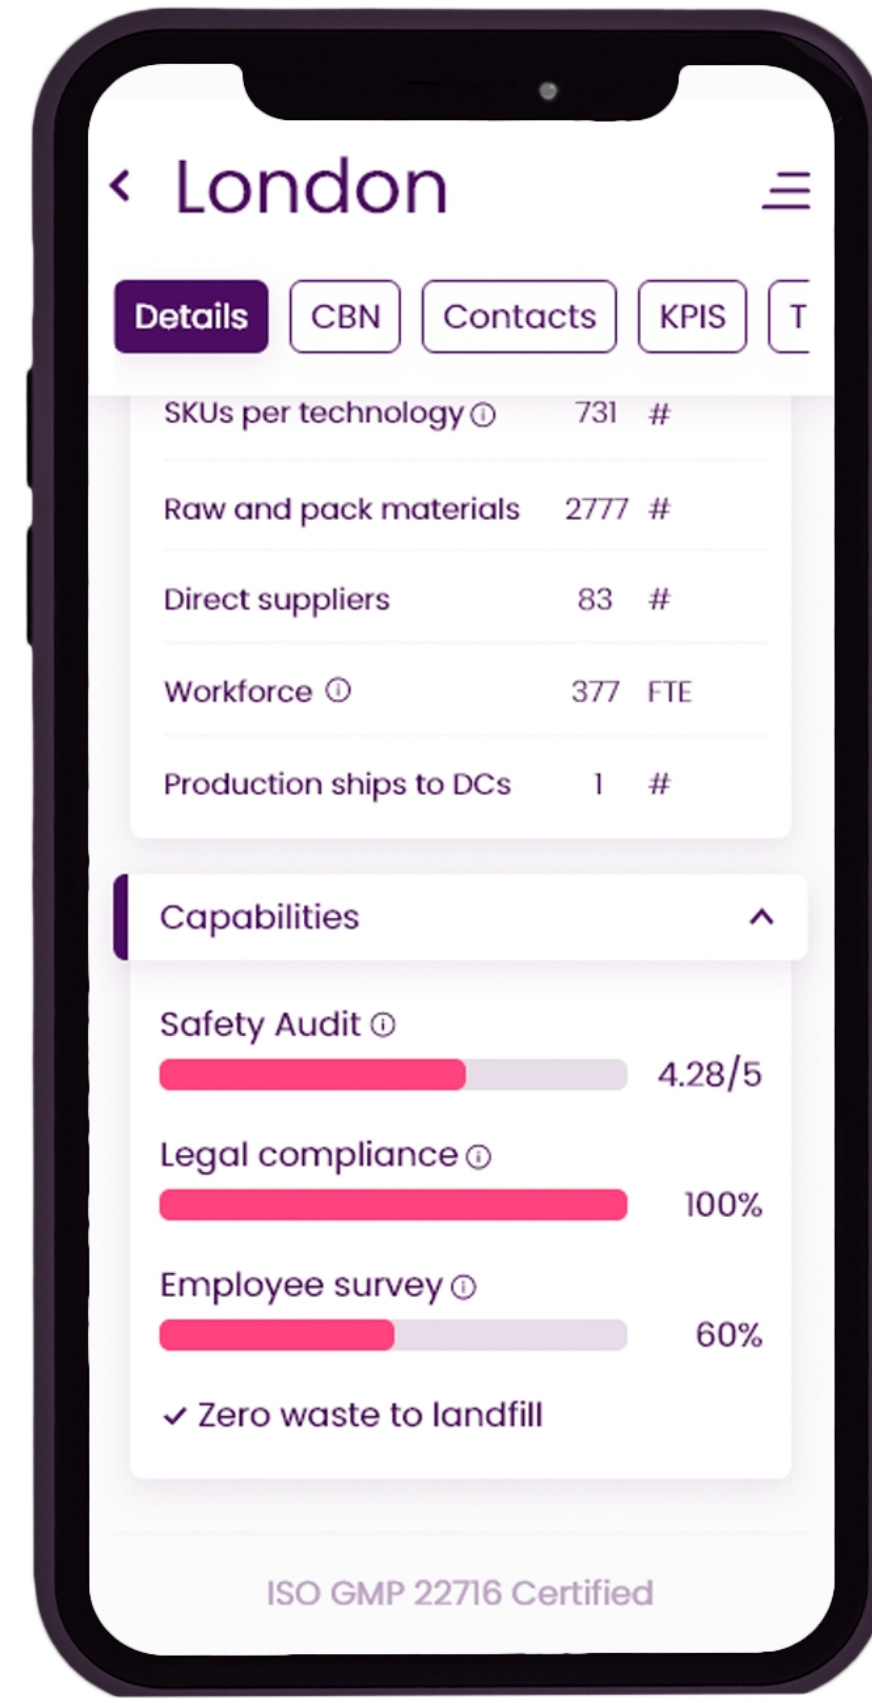 London
Details CBN Contacts KPIS T
SKUs per technology 731 #
Raw and pack materials 2777 #
Direct suppliers 83 #
Workforce 377 FTE
Production ships to DCs 1 #
Capabilities
Safety Audit
4.28/5
Legal compliance
100%
Employee survey
60%
Zero waste to landfill
ISO GMP 22716 Certified